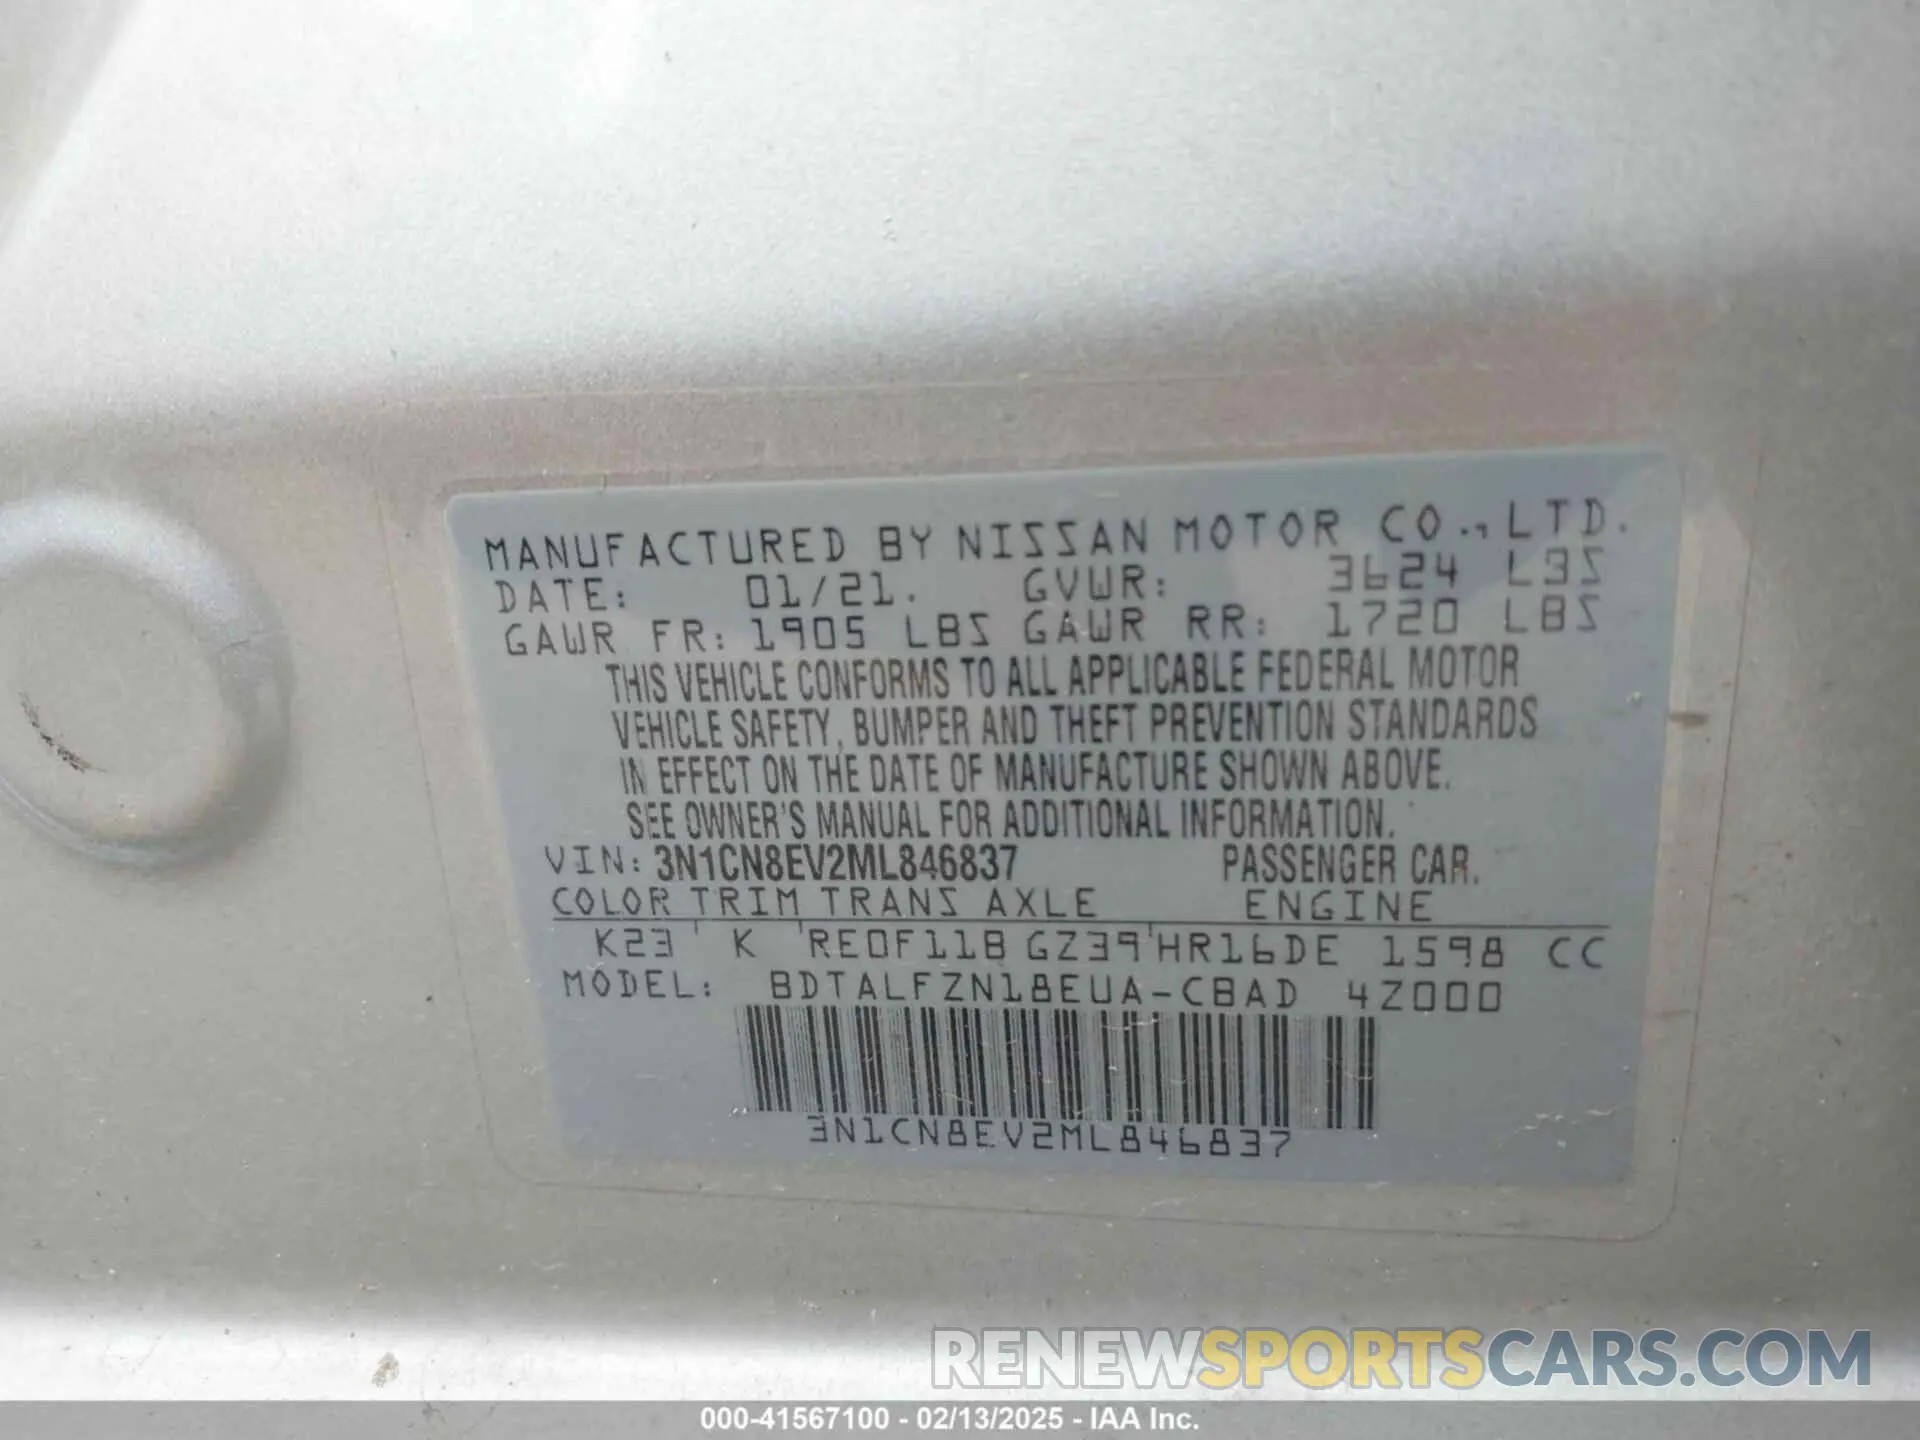 MANUFACTURED BY NISSAN MOTOR CO., LTD.
DATE: 01/21. GVWR: 3624 LBS
GAWR FR: 1905 LBS GAWR RR: 1720 LBS
THIS VEHICLE CONFORMS TO ALL APPLICABLE FEDERAL MOTOR
VEHICLE SAFETY, BUMPER AND THEFT PREVENTION STANDARDS
IN EFFECT ON THE DATE OF MANUFACTURE SHOWN ABOVE.
SEE OWNER'S MANUAL FOR ADDITIONAL INFORMATION.
VIN: 3N1CN8EV2ML846837 PASSENGER CAR.
COLOR TRIM TRANS AXLE ENGINE
K23 K RE0F11B GZ39 HR16DE 1598 CC
MODEL: BDTALFZN18EUA-CBAD 4Z000
3N1CN8EV2ML846837
RENEWSPORTSCARS.COM
000-41567100 - 02/13/2025 - IAA Inc.